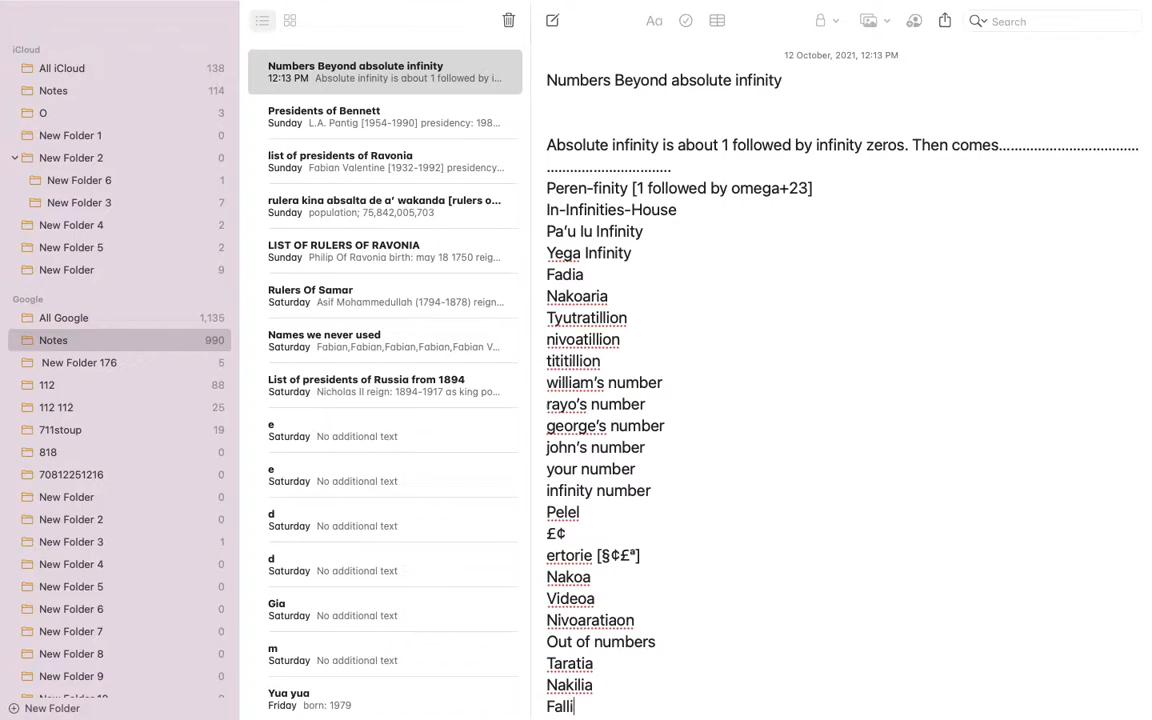 iCloud
All iCloud 138
Notes 114
O 3
New Folder 1 0
New Folder 2 0
New Folder 6 1
New Folder 3 7
New Folder 4 2
New Folder 5 2
New Folder 9
Google
All Google 1,135
Notes 990
New Folder 176 5
112 88
112 112 25
711stoup 19
818 0
70812251216 0
New Folder 0
New Folder 2 0
New Folder 3 1
New Folder 4 0
New Folder 5 0
New Folder 6 0
New Folder 7 0
New Folder 8 0
New Folder 9 0
New Folder
Numbers Beyond absolute infinity
12:13 PM Absolute infinity is about 1 followed by i...
Presidents of Bennett
Sunday L.A. Pantig [1954-1990] presidency: 198...
list of presidents of Ravonia
Sunday Fabian Valentine [1932-1992] presidency...
rulera kina absalta de a’ wakanda [rulers o...
Sunday population; 75,842,005,703
LIST OF RULERS OF RAVONIA
Sunday Philip Of Ravonia birth: may 18 1750 reig...
Rulers Of Samar
Saturday Asif Mohammedullah (1794-1878) reign...
Names we never used
Saturday Fabian,Fabian,Fabian,Fabian,Fabian V...
List of presidents of Russia from 1894
Saturday Nicholas II reign: 1894-1917 as king po...
e
Saturday No additional text
e
Saturday No additional text
d
Saturday No additional text
d
Saturday No additional text
Gia
Saturday No additional text
m
Saturday No additional text
Yua yua
Friday born: 1979
Aa
Search
12 October, 2021, 12:13 PM
Numbers Beyond absolute infinity
Absolute infinity is about 1 followed by infinity zeros. Then comes....................................
................................
Peren-finity [1 followed by omega+23]
In-Infinities-House
Pa’u lu Infinity
Yega Infinity
Fadia
Nakoaria
Tyutratillion
nivoatillion
titillion
william’s number
rayo’s number
george’s number
john’s number
your number
infinity number
Pelel
£¢
ertorie [§¢£ª]
Nakoa
Videoa
Nivoaratiaon
Out of numbers
Taratia
Nakilia
Falli